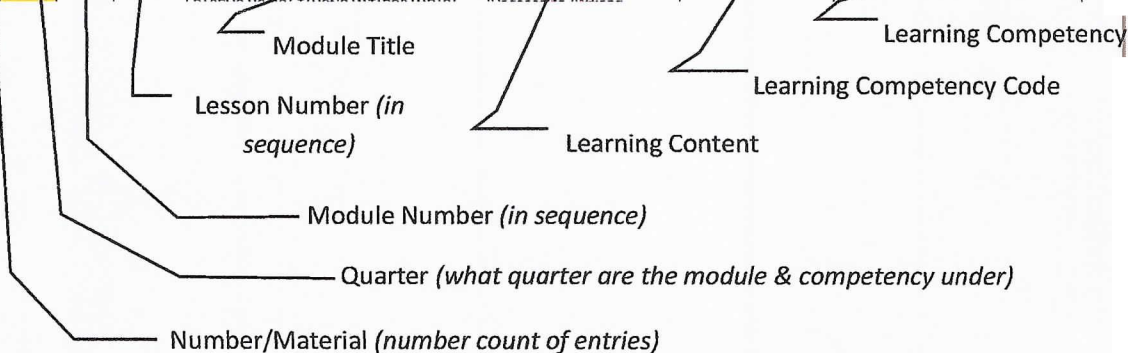 Learning Competency
Module Title
Learning Competency Code
Lesson Number (in
sequence)
Learning Content
Module Number (in sequence)
Quarter (what quarter are the module & competency under)
Number/Material (number count of entries)